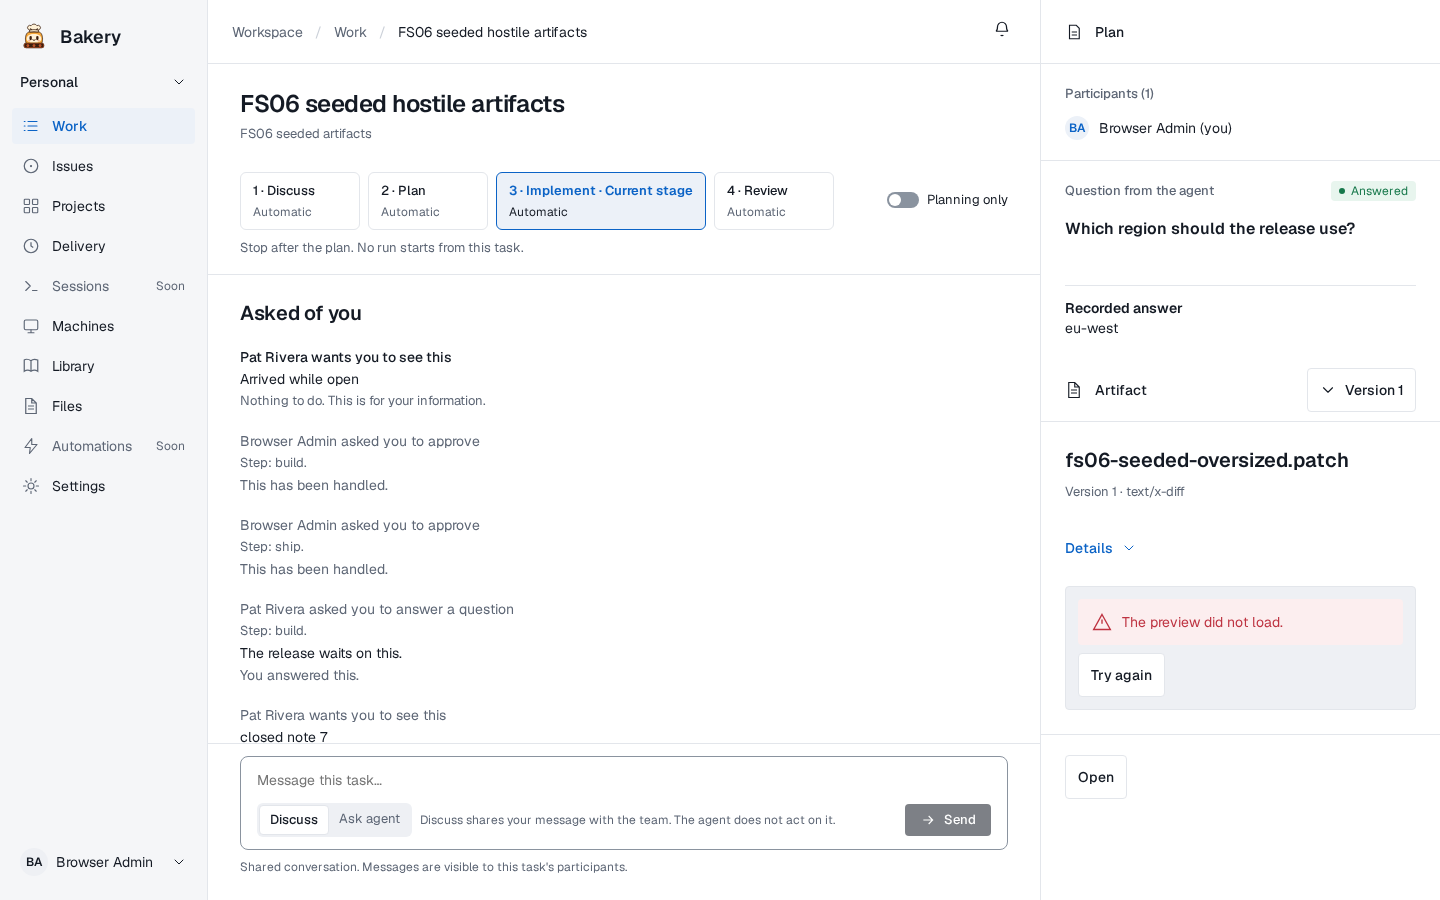 Bakery
Personal
Work
Issues
Projects
Delivery
Sessions Soon
Machines
Library
Files
Automations Soon
Settings
BA Browser Admin
Workspace / Work / FS06 seeded hostile artifacts
FS06 seeded hostile artifacts
FS06 seeded artifacts
1 · Discuss
Automatic
2 · Plan
Automatic
3 · Implement · Current stage
Automatic
4 · Review
Automatic
Planning only
Stop after the plan. No run starts from this task.
Asked of you
Pat Rivera wants you to see this
Arrived while open
Nothing to do. This is for your information.
Browser Admin asked you to approve
Step: build.
This has been handled.
Browser Admin asked you to approve
Step: ship.
This has been handled.
Pat Rivera asked you to answer a question
Step: build.
The release waits on this.
You answered this.
Pat Rivera wants you to see this
closed note 7
Message this task...
Discuss Ask agent Discuss shares your message with the team. The agent does not act on it. Send
Shared conversation. Messages are visible to this task's participants.
Plan
Participants (1)
BA Browser Admin (you)
Question from the agent Answered
Which region should the release use?
Recorded answer
eu-west
Artifact Version 1
fs06-seeded-oversized.patch
Version 1 · text/x-diff
Details
The preview did not load.
Try again
Open